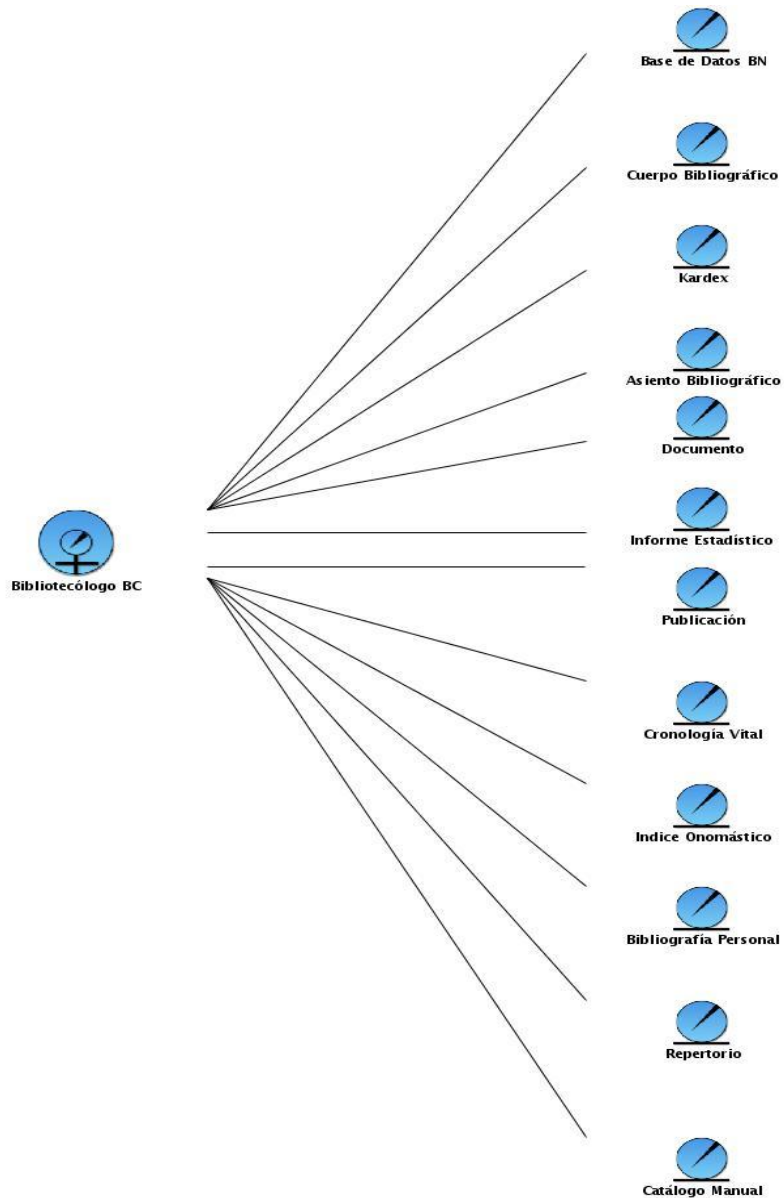 Base de Datos BN
Cuerpo Bibliográfico
Kardex
Asiento Bibliográfico
Documento
Informe Estadístico
Bibliotecólogo BC
Publicación
Cronología Vital
Indice Onomástico
Bibliografía Personal
Repertorio
Catálogo Manual